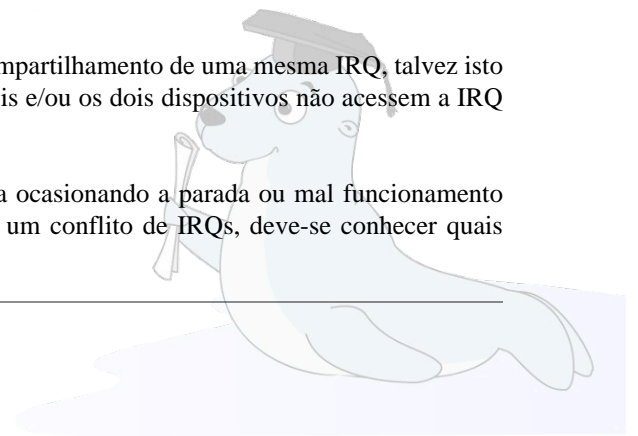 mpartilhamento de uma mesma IRQ, talvez isto
is e/ou os dois dispositivos não acessem a IRQ
a ocasionando a parada ou mal funcionamento
um conflito de IRQs, deve-se conhecer quais